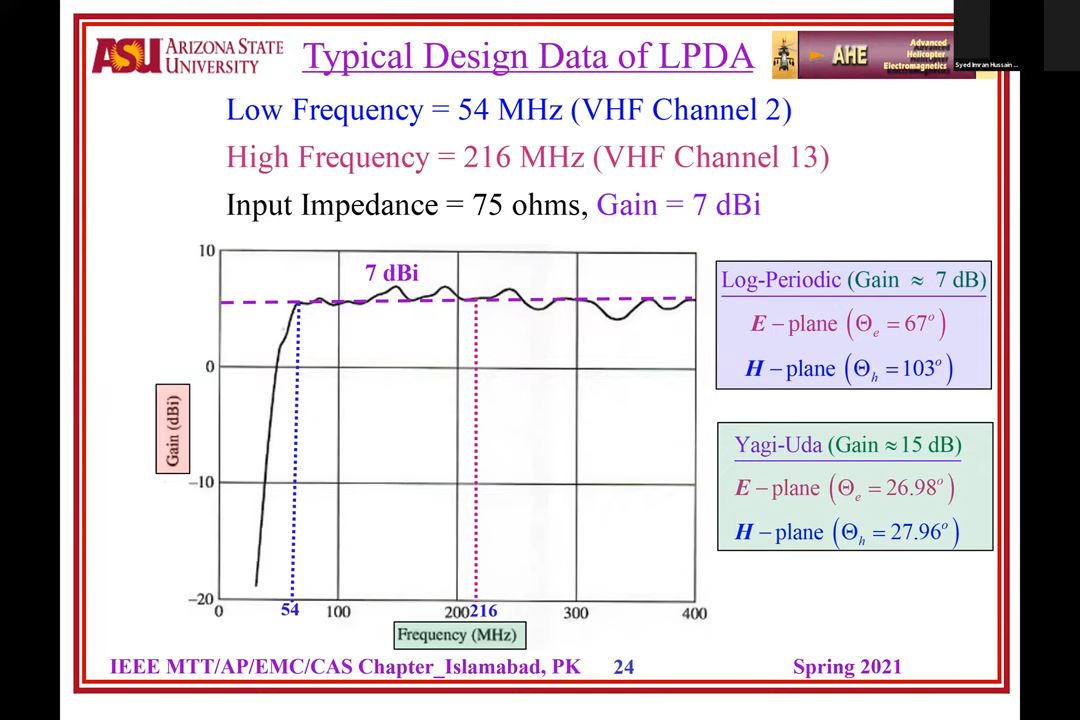 ASU ARIZONA STATE UNIVERSITY
Typical Design Data of LPDA
AHE
Advanced
Helicopter
Electromagnetics
Syed Imran Hussain ...
Low Frequency = 54 MHz (VHF Channel 2)
High Frequency = 216 MHz (VHF Channel 13)
Input Impedance = 75 ohms, Gain = 7 dBi
10
0
−10
−20
Gain (dBi)
7 dBi
0 54 100 200 216 300 400
Frequency (MHz)
Log-Periodic (Gain ≈ 7 dB)
E – plane (Θe = 67°)
H – plane (Θh = 103°)
Yagi-Uda (Gain ≈ 15 dB)
E – plane (Θe = 26.98°)
H – plane (Θh = 27.96°)
IEEE MTT/AP/EMC/CAS Chapter_Islamabad, PK 24 Spring 2021